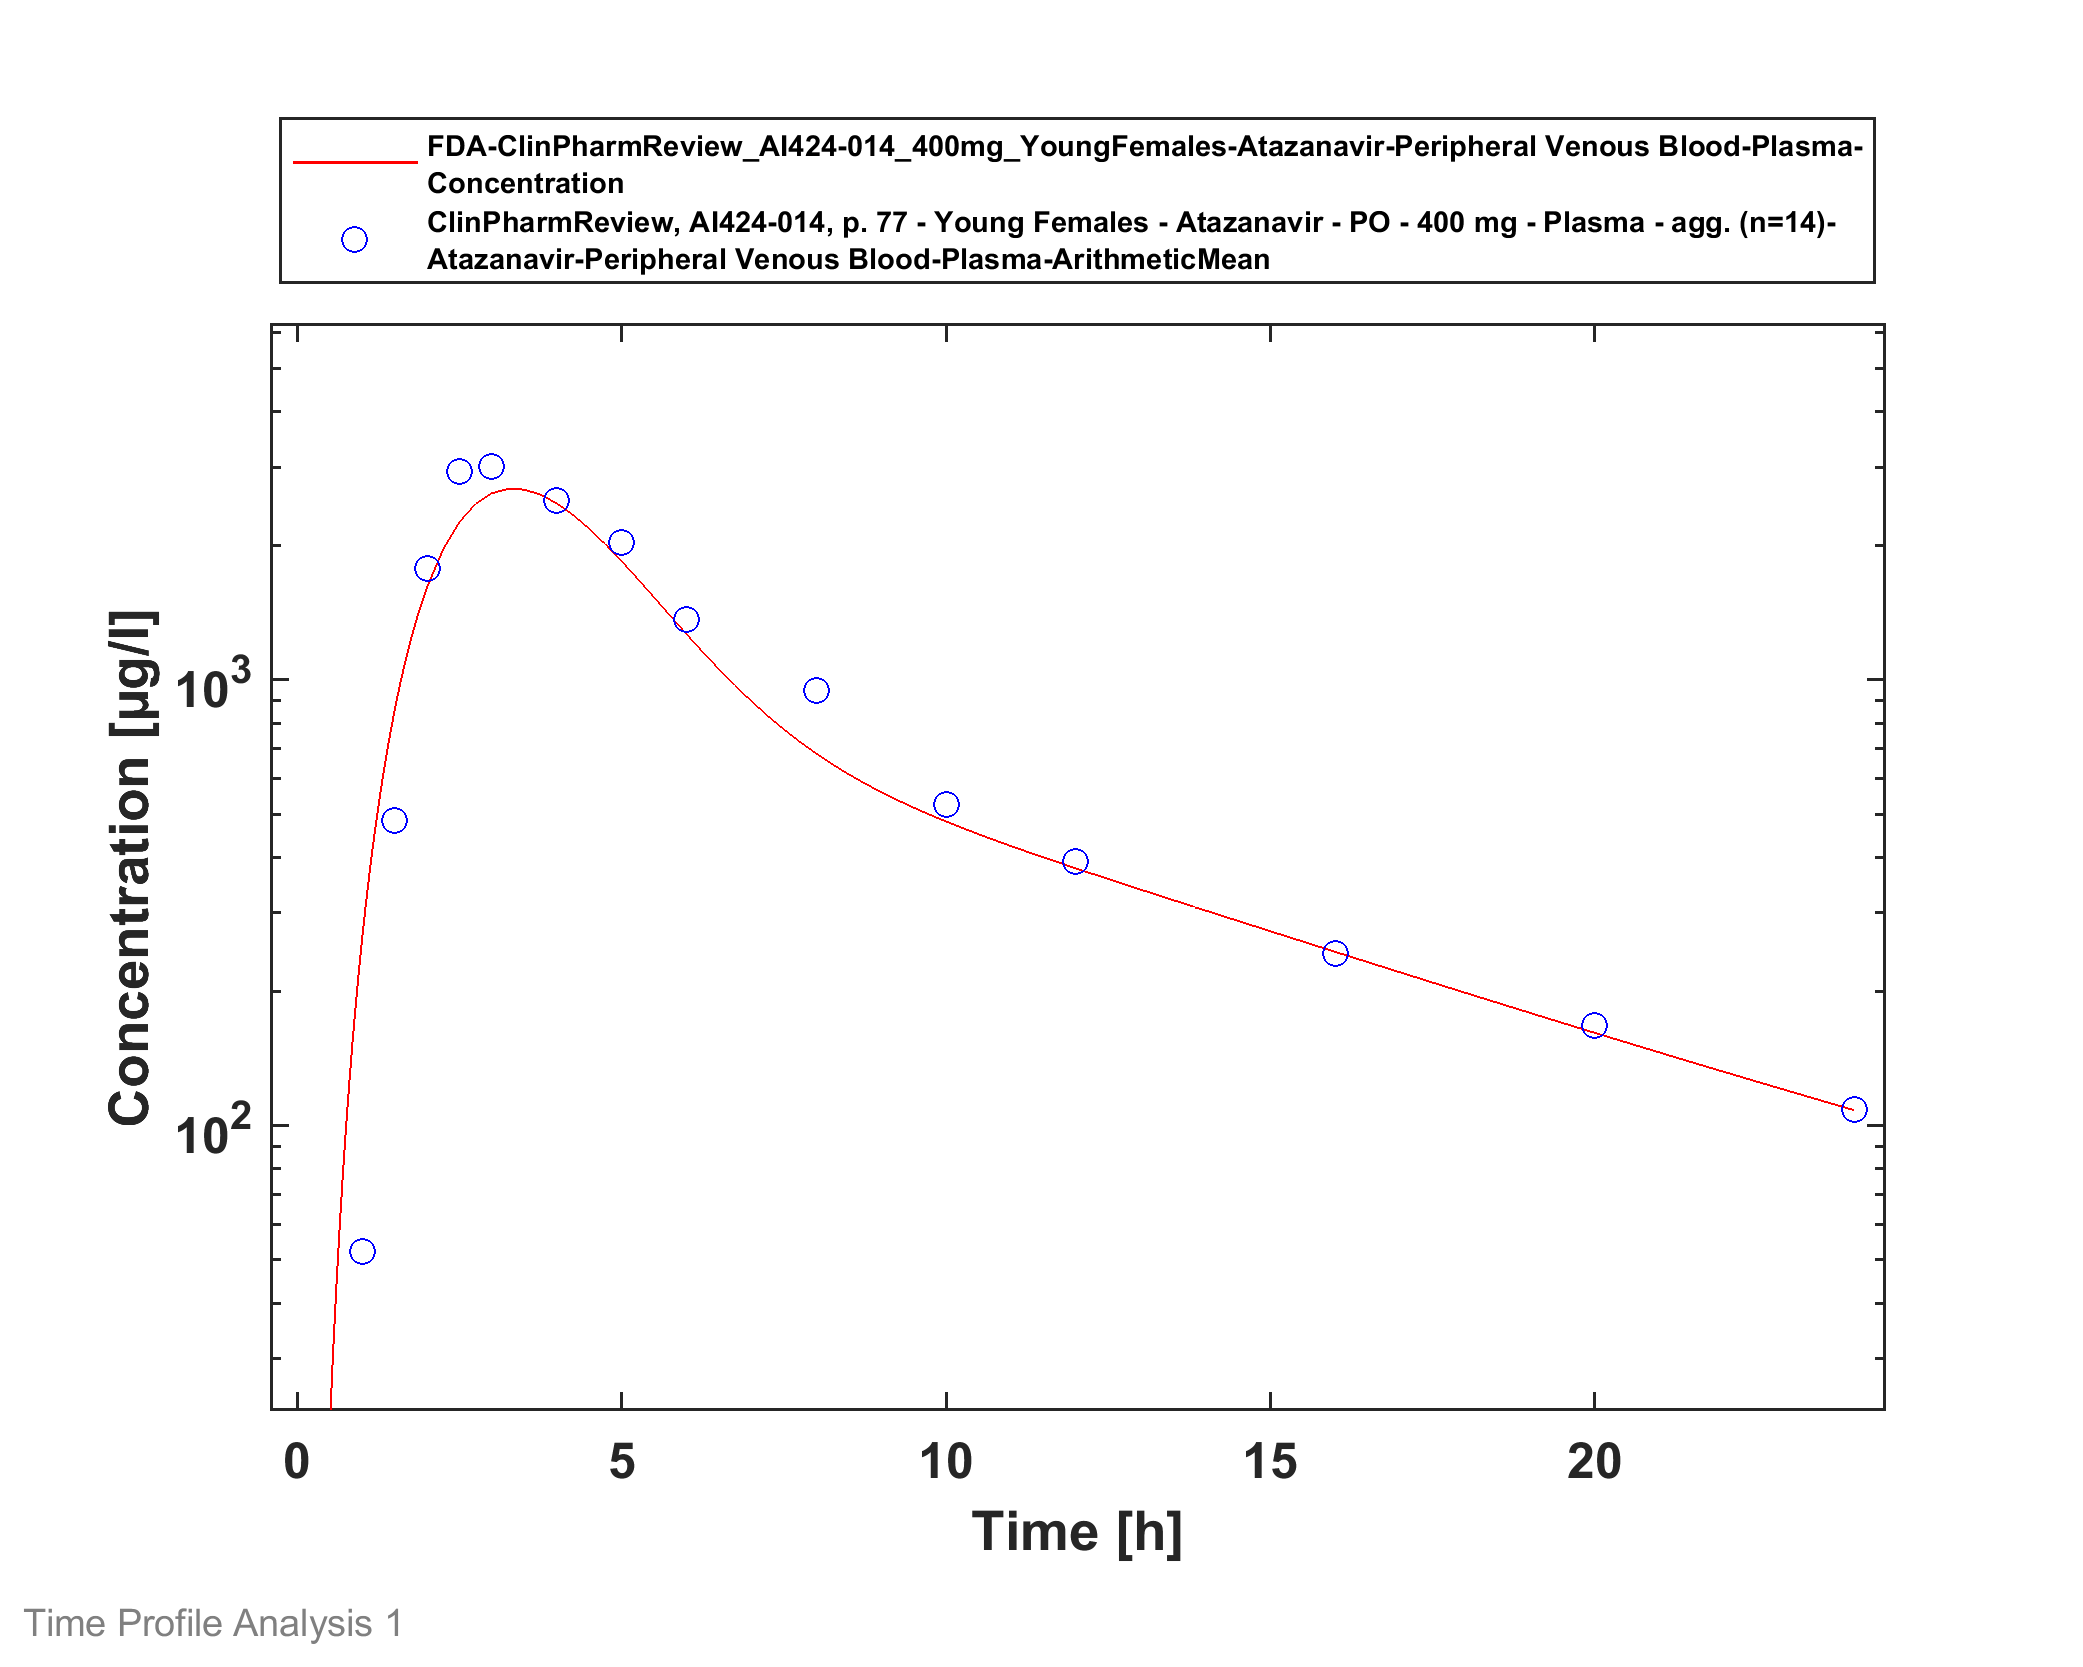 FDA-ClinPharmReview_AI424-014_400mg_YoungFemales-Atazanavir-Peripheral Venous Blood-Plasma-
Concentration
ClinPharmReview, AI424-014, p. 77 - Young Females - Atazanavir - PO - 400 mg - Plasma - agg. (n=14)-
Atazanavir-Peripheral Venous Blood-Plasma-ArithmeticMean
Concentration [µg/l]
10^3
10^2
0 5 10 15 20
Time [h]
Time Profile Analysis 1